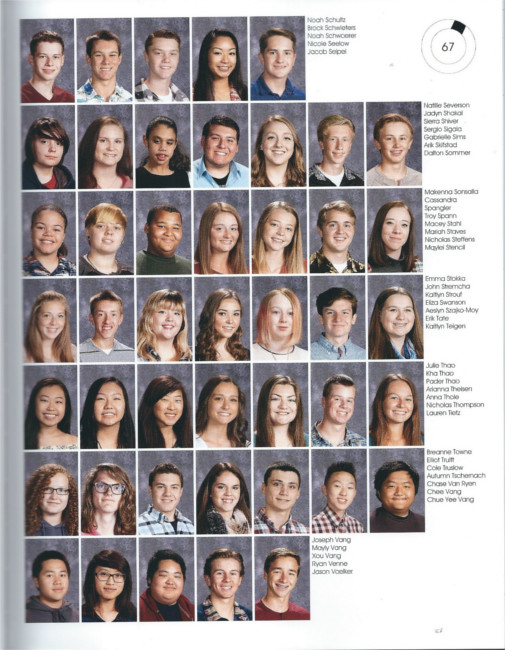 Noah Schultz
Brock Schwieters
Noah Schwoerer
Nicole Seelow
Jacob Seipel
67
Natilie Severson
Jadyn Shakal
Sierra Shiver
Sergio Sigala
Gabrielle Sims
Arik Skifstad
Dalton Sommer
Makenna Sonsalla
Cassandra
Spangler
Troy Spann
Macey Stahl
Mariah Staves
Nicholas Steffens
Maylei Stencil
Emma Stokka
John Stremcha
Kaitlyn Strouf
Eliza Swanson
Aeslyn Szajko-Moy
Erik Tate
Kaitlyn Teigen
Julie Thao
Kha Thao
Pader Thao
Arianna Theisen
Anna Thole
Nicholas Thompson
Lauren Tietz
Breanne Towne
Elliot Truitt
Cole Truslow
Autumn Tschernach
Chase Van Ryen
Chee Vang
Chue Yee Vang
Joseph Vang
Mayly Vang
Xou Vang
Ryan Venne
Jason Voelker